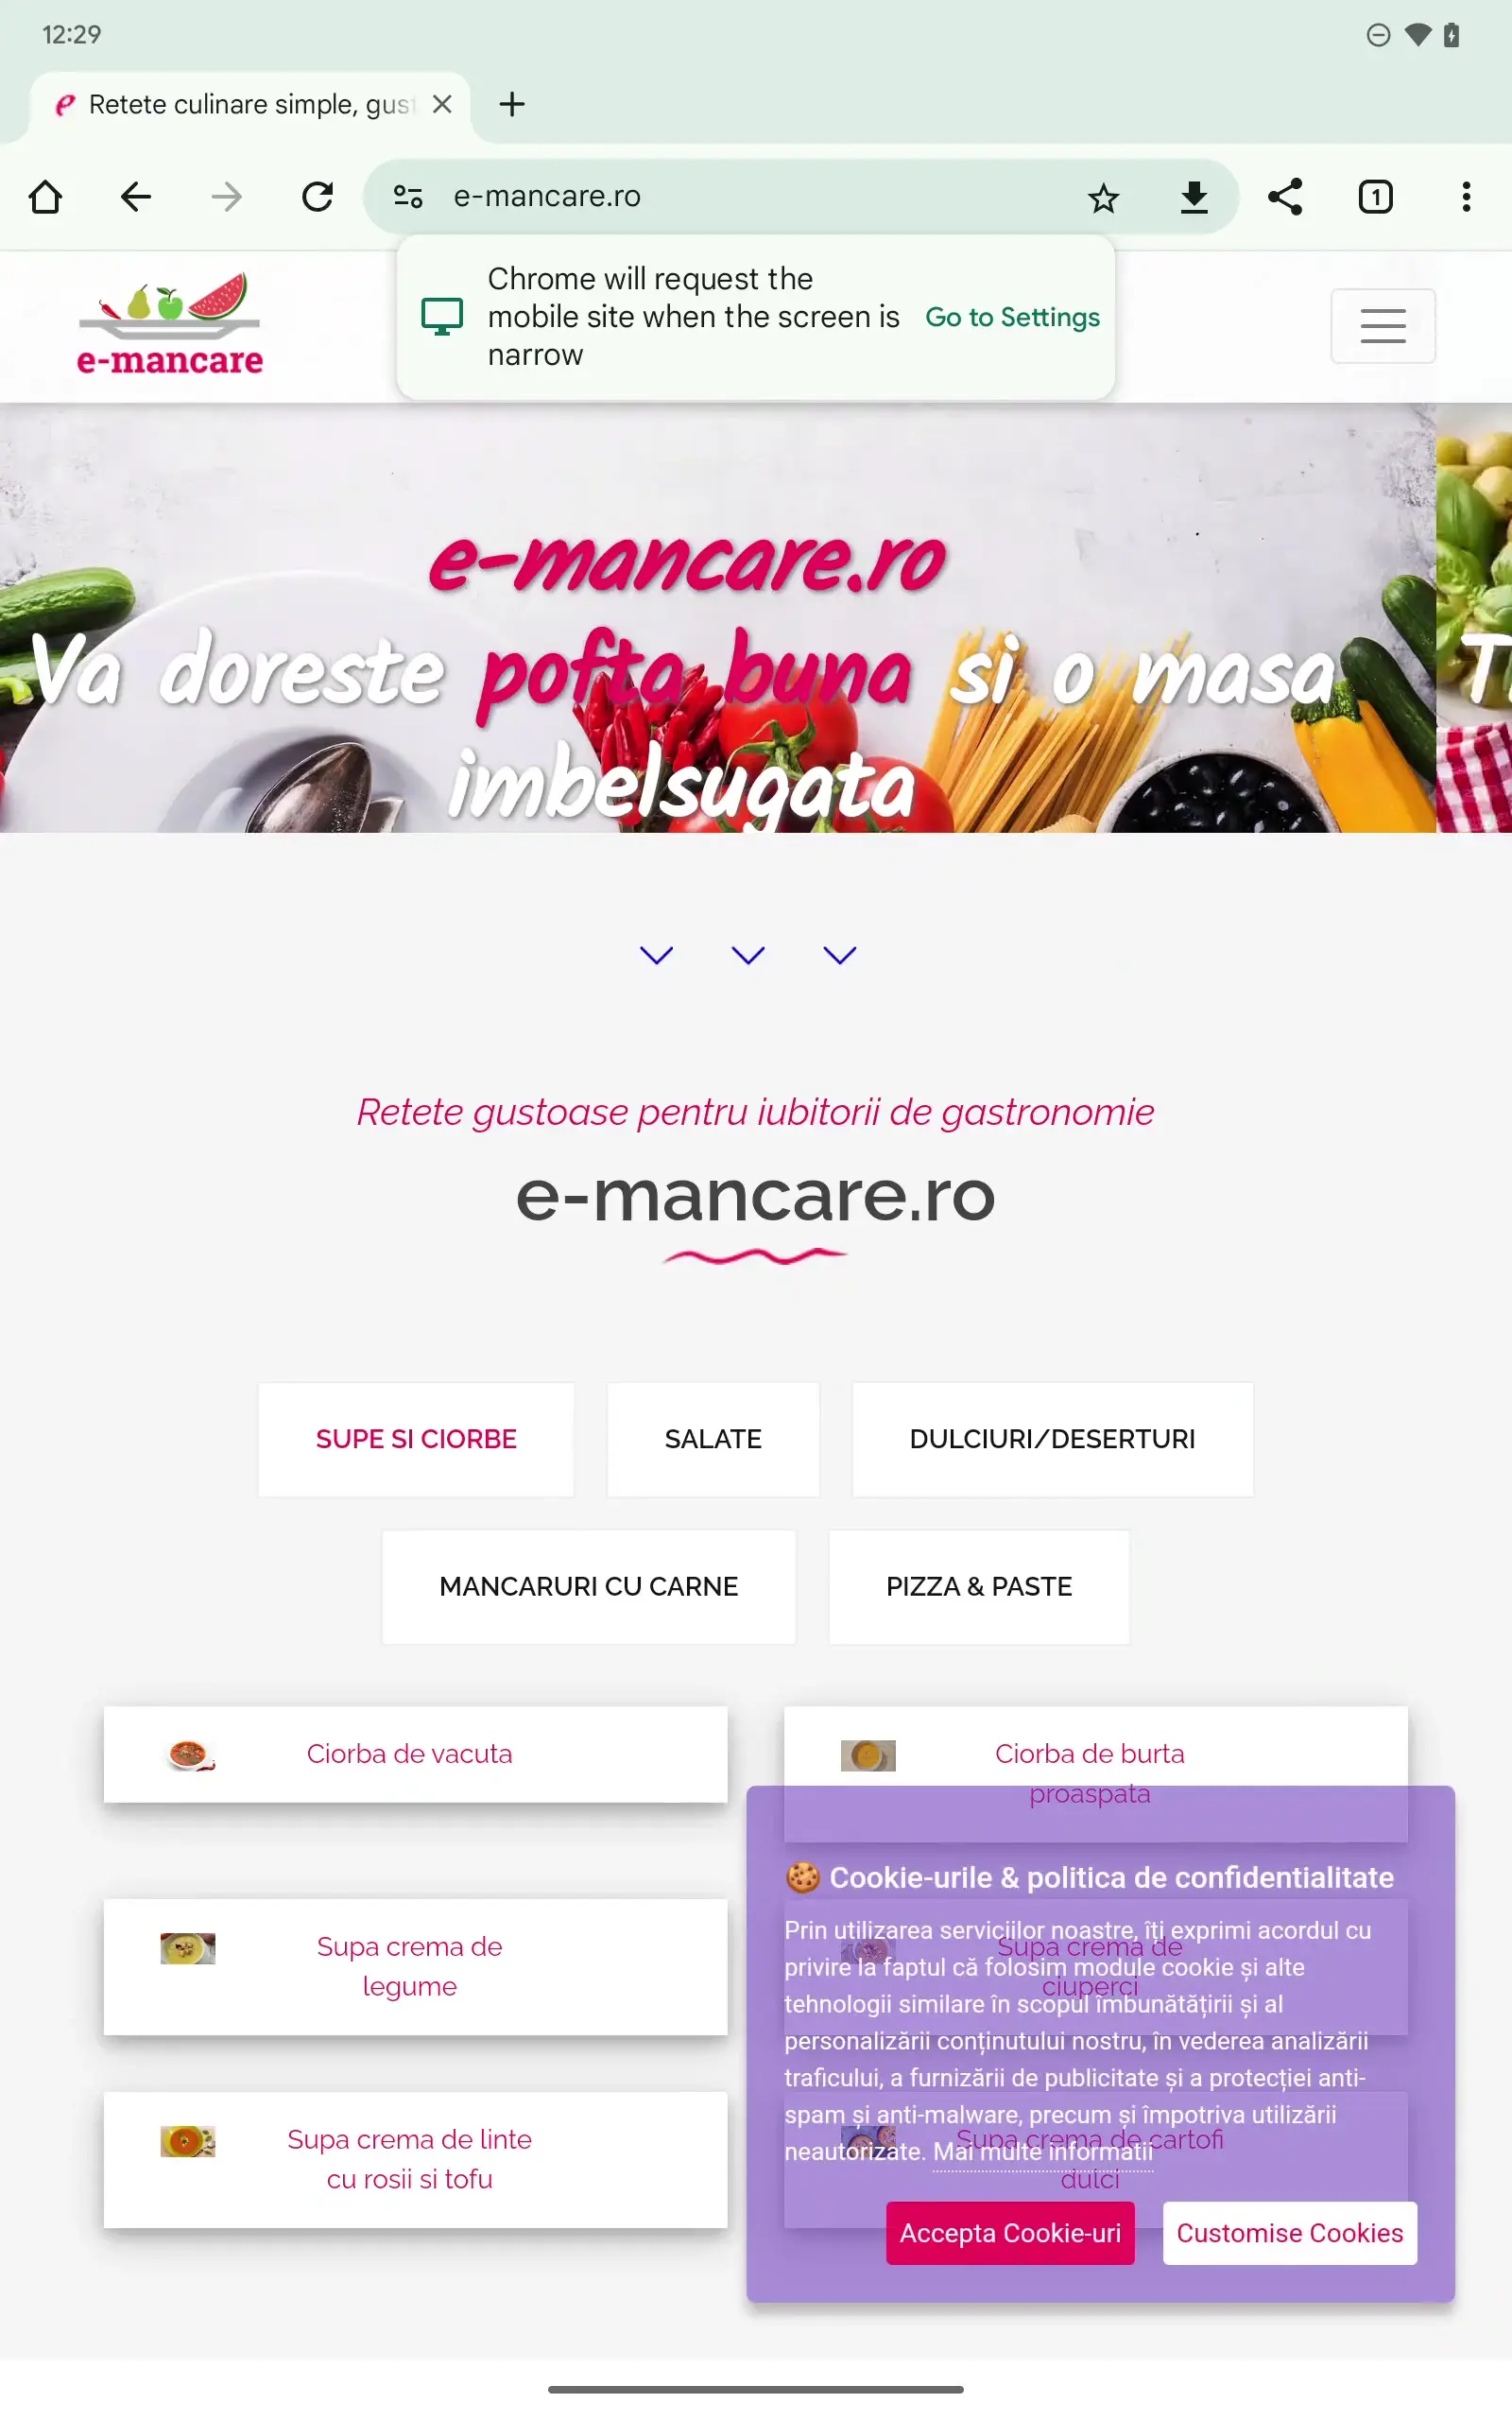 12:29
Retete culinare simple, gust
e-mancare.ro
1
Chrome will request the
mobile site when the screen is
narrow
Go to Settings
e-mancare
e-mancare.ro
Va doreste pofta buna si o masa
imbelsugata
Retete gustoase pentru iubitorii de gastronomie
e-mancare.ro
SUPE SI CIORBE
SALATE
DULCIURI/DESERTURI
MANCARURI CU CARNE
PIZZA & PASTE
Ciorba de vacuta
Ciorba de burta
proaspata
Supa crema de
legume
Supa crema de
ciuperci
Supa crema de linte
cu rosii si tofu
Supa crema de cartofi
dulci
🍪 Cookie-urile & politica de confidentialitate
Prin utilizarea serviciilor noastre, îți exprimi acordul cu
privire la faptul că folosim module cookie și alte
tehnologii similare în scopul îmbunătățirii și al
personalizării conținutului nostru, în vederea analizării
traficului, a furnizării de publicitate și a protecției anti-
spam și anti-malware, precum și împotriva utilizării
neautorizate. Mai multe informatii
Accepta Cookie-uri
Customise Cookies